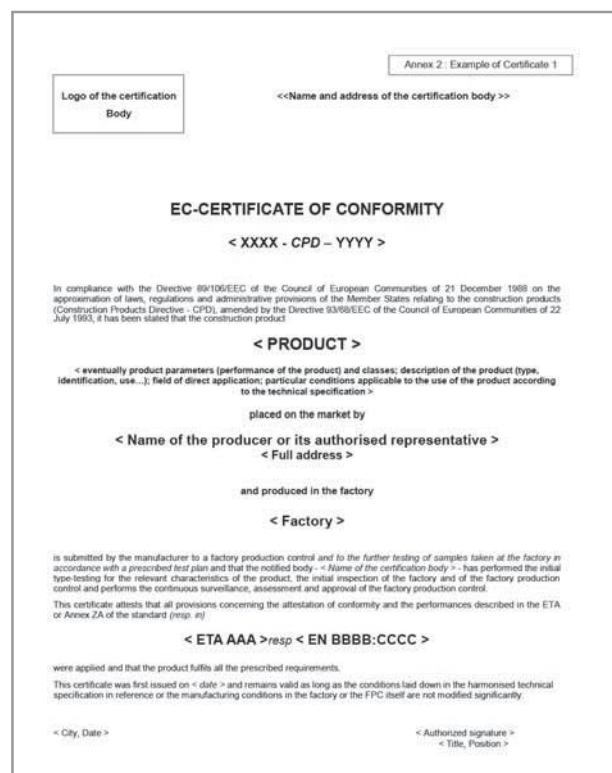 Annex 2 : Example of Certificate 1
Logo of the certification
Body
<<Name and address of the certification body >>
EC-CERTIFICATE OF CONFORMITY
< XXXX - CPD – YYYY >
In compliance with the Directive 89/106/EEC of the Council of European Communities of 21 December 1988 on the
approximation of laws, regulations and administrative provisions of the Member States relating to the construction products
(Construction Products Directive - CPD), amended by the Directive 93/68/EEC of the Council of European Communities of 22
July 1993, it has been stated that the construction product
< PRODUCT >
< eventually product parameters (performance of the product) and classes; description of the product (type,
identification, use...); field of direct application; particular conditions applicable to the use of the product according
to the technical specification >
placed on the market by
< Name of the producer or its authorised representative >
< Full address >
and produced in the factory
< Factory >
is submitted by the manufacturer to a factory production control and to the further testing of samples taken at the factory in
accordance with a prescribed test plan and that the notified body - < Name of the certification body > - has performed the initial
type-testing for the relevant characteristics of the product, the initial inspection of the factory and of the factory production
control and performs the continuous surveillance, assessment and approval of the factory production control.
This certificate attests that all provisions concerning the attestation of conformity and the performances described in the ETA
or Annex ZA of the standard (resp. in)
< ETA AAA >resp < EN BBBB:CCCC >
were applied and that the product fulfils all the prescribed requirements.
This certificate was first issued on < date > and remains valid as long as the conditions laid down in the harmonised technical
specification in reference or the manufacturing conditions in the factory or the FPC itself are not modified significantly.
< City, Date >
< Authorized signature >
< Title, Position >